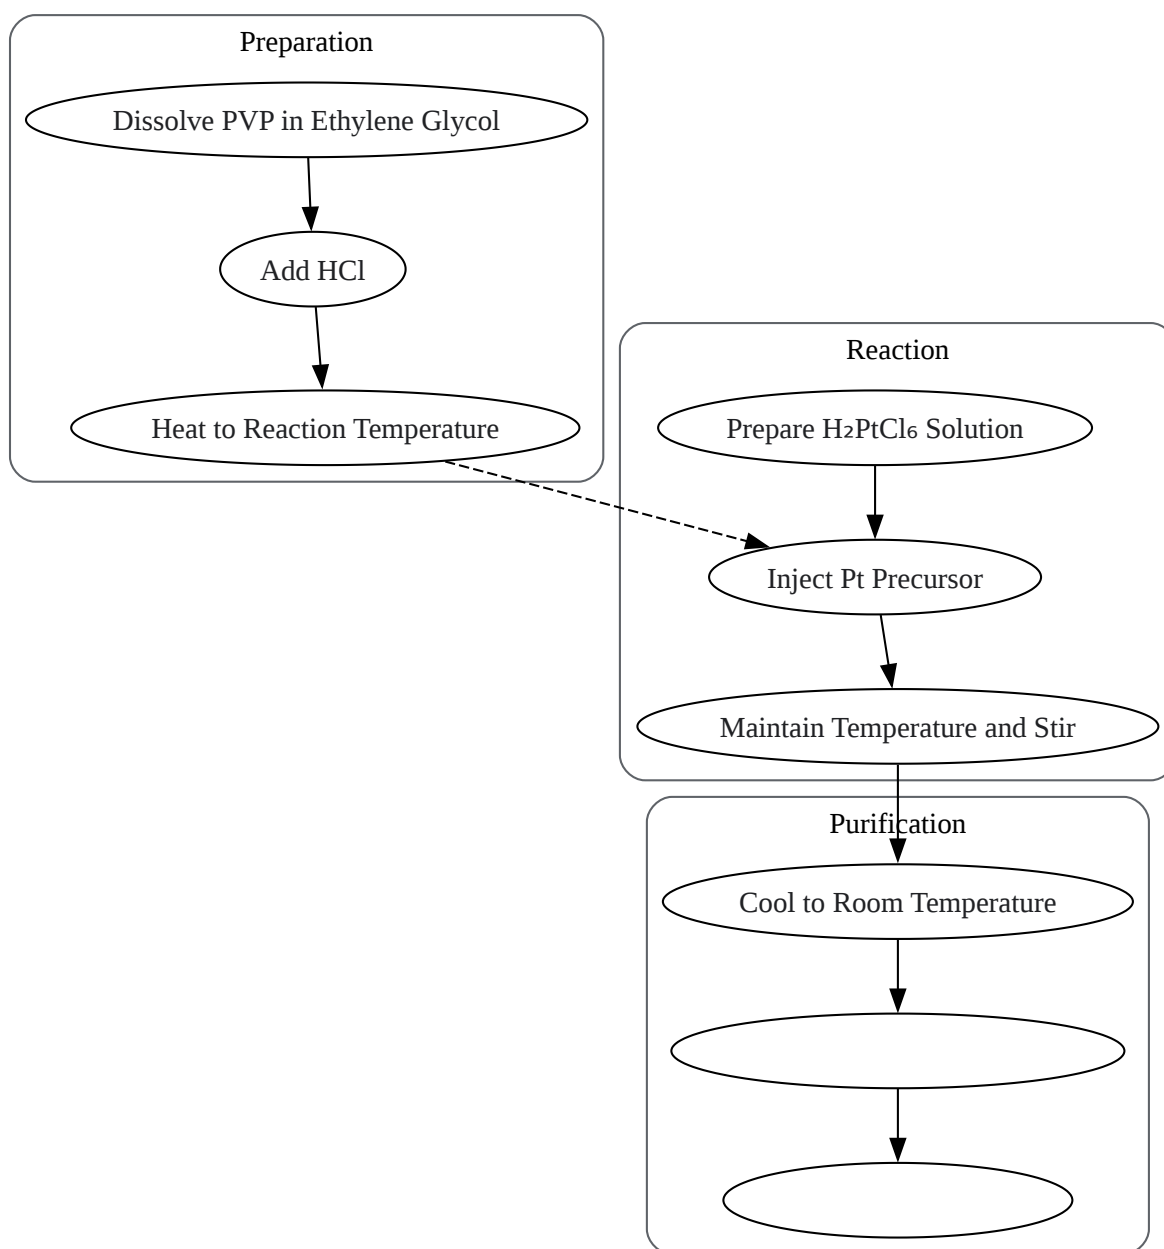 Preparation
Dissolve PVP in Ethylene Glycol
Add HCl
Heat to Reaction Temperature
Reaction
Prepare H₂PtCl₆ Solution
Inject Pt Precursor
Maintain Temperature and Stir
Purification
Cool to Room Temperature